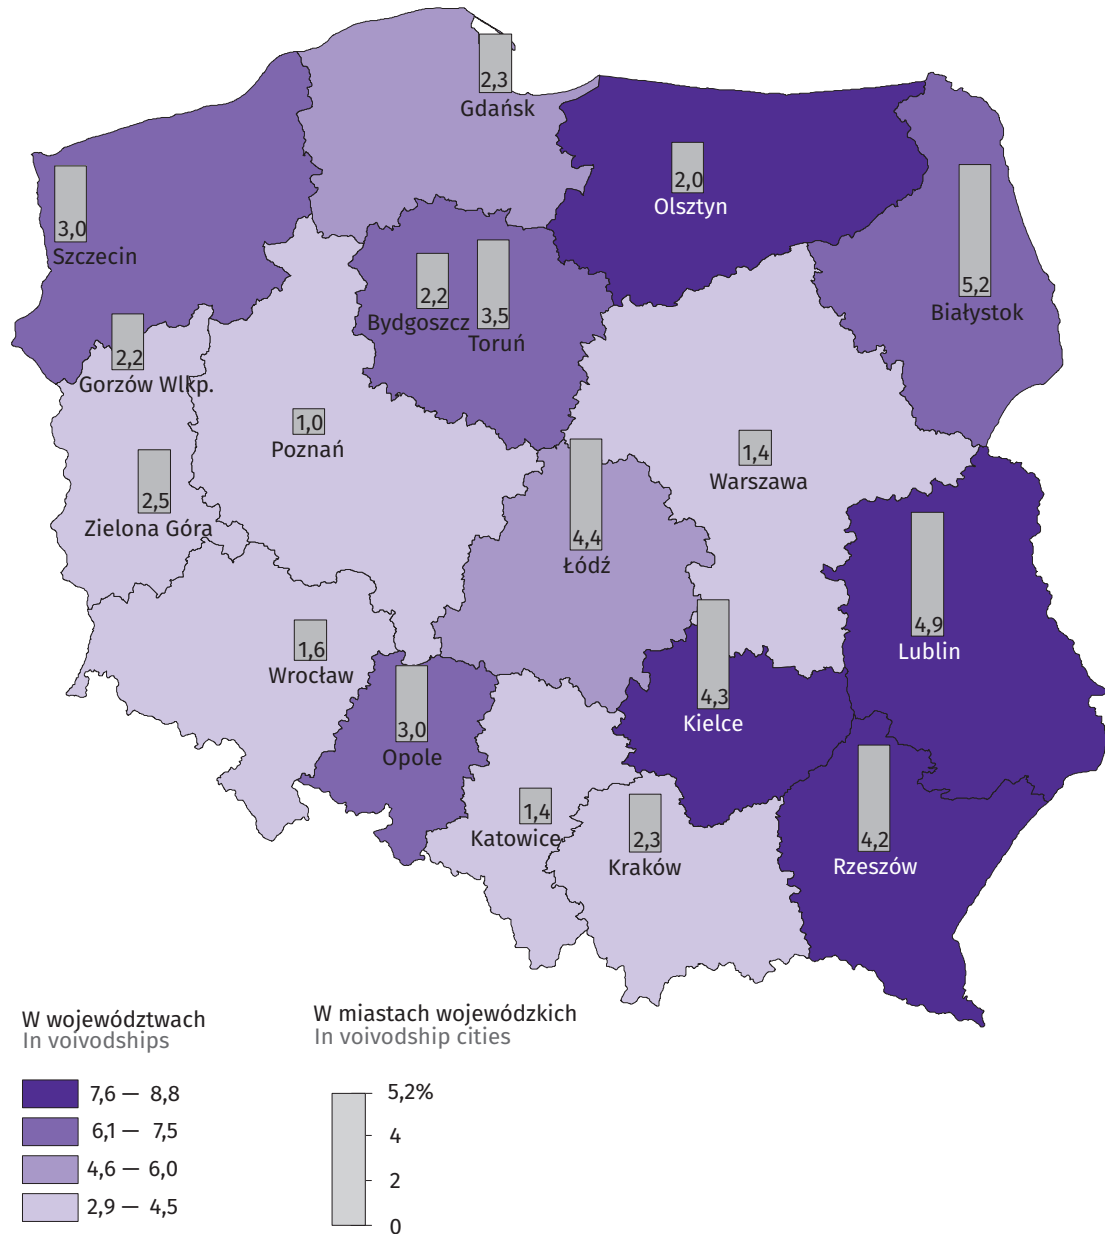 2,3
Gdańsk
2,0
Olsztyn
3,0
Szczecin
5,2
Białystok
2,2
Bydgoszcz
3,5
Toruń
2,2
Gorzów Wlkp.
1,0
Poznań
1,4
Warszawa
2,5
Zielona Góra
4,4
Łódź
4,9
Lublin
1,6
Wrocław
4,3
Kielce
3,0
Opole
1,4
Katowice
2,3
Kraków
4,2
Rzeszów
W województwach
In voivodships
7,6 — 8,8
6,1 — 7,5
4,6 — 6,0
2,9 — 4,5
W miastach wojewódzkich
In voivodship cities
5,2%
4
2
0